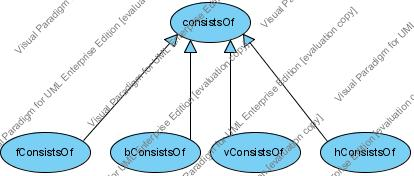 consistsOf
fConsistsOf
bConsistsOf
vConsistsOf
hConsistsOf
Visual Paradigm for UML Enterprise Edition [evaluation copy]